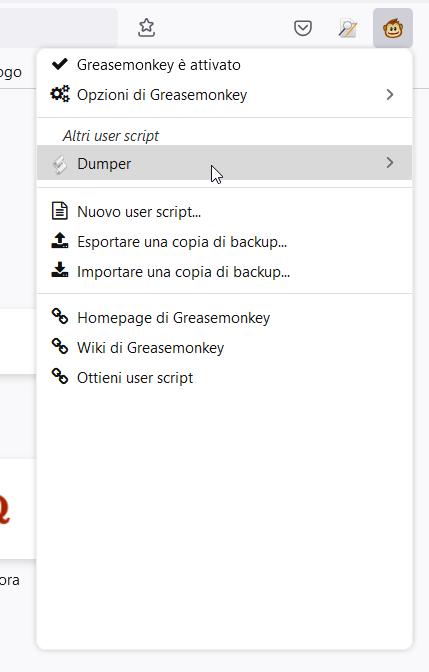 ogo
Greasemonkey è attivato
Opzioni di Greasemonkey
Altri user script
Dumper
Nuovo user script...
Esportare una copia di backup...
Importare una copia di backup...
Homepage di Greasemonkey
Wiki di Greasemonkey
Ottieni user script
Q
ora